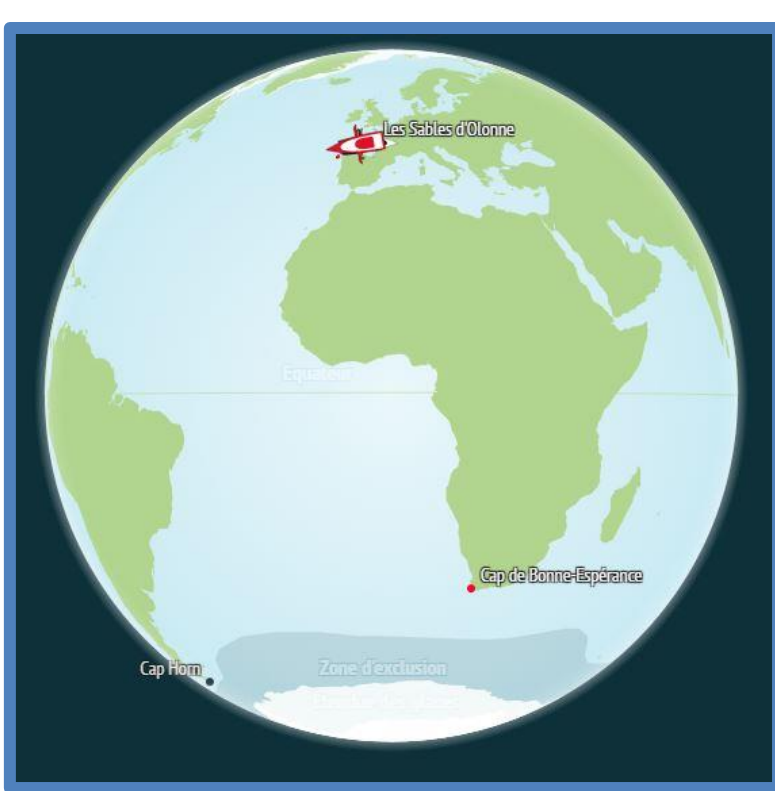 Les Sables d'Olonne
Equateur
Cap de Bonne-Espérance
Cap Horn
Zone d'exclusion